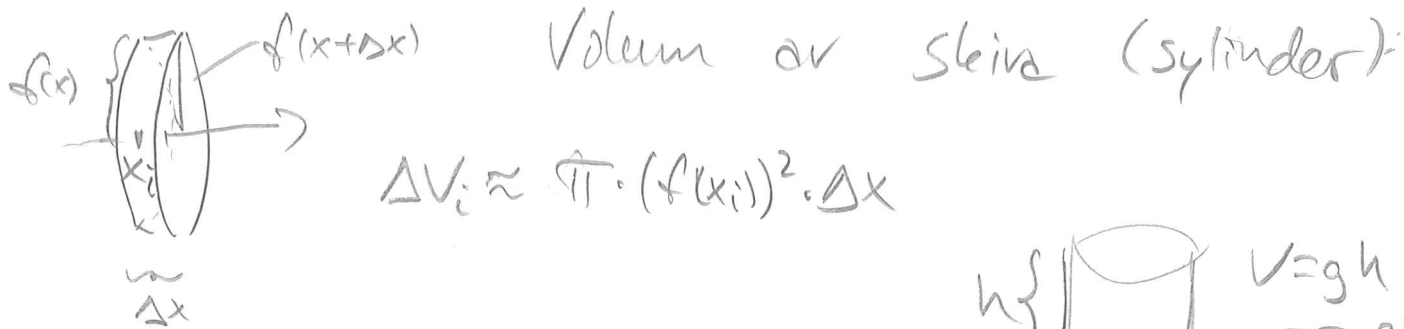 f(x)
f(x+Δx)
Volum av skiva (sylinder):
x_i
ΔV_i ≈ π·(f(x_i))²·Δx
Δx
h{
V=gh